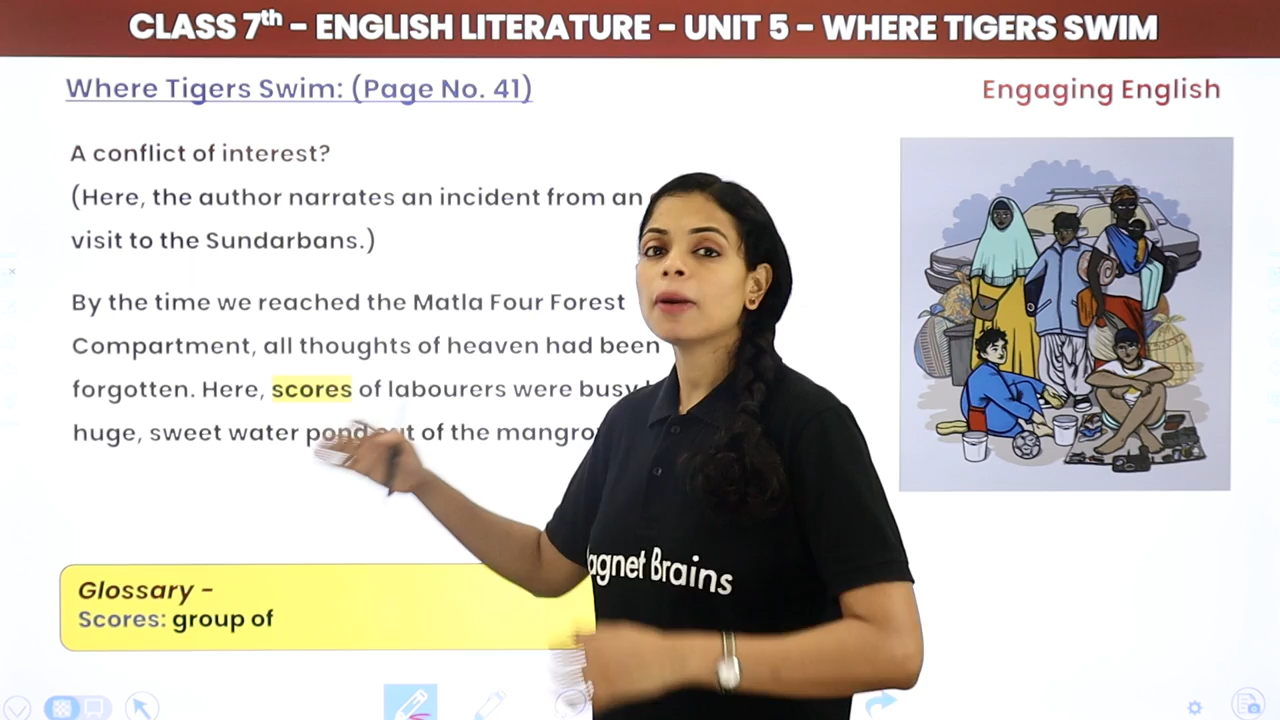 CLASS 7th - ENGLISH LITERATURE - UNIT 5 - WHERE TIGERS SWIM
Where Tigers Swim: (Page No. 41)
Engaging English
A conflict of interest?
(Here, the author narrates an incident from an
visit to the Sundarbans.)
By the time we reached the Matla Four Forest
Compartment, all thoughts of heaven had been
forgotten. Here, scores of labourers were busy
huge, sweet water pond out of the
Glossary -
Scores: group of
agnet Brains